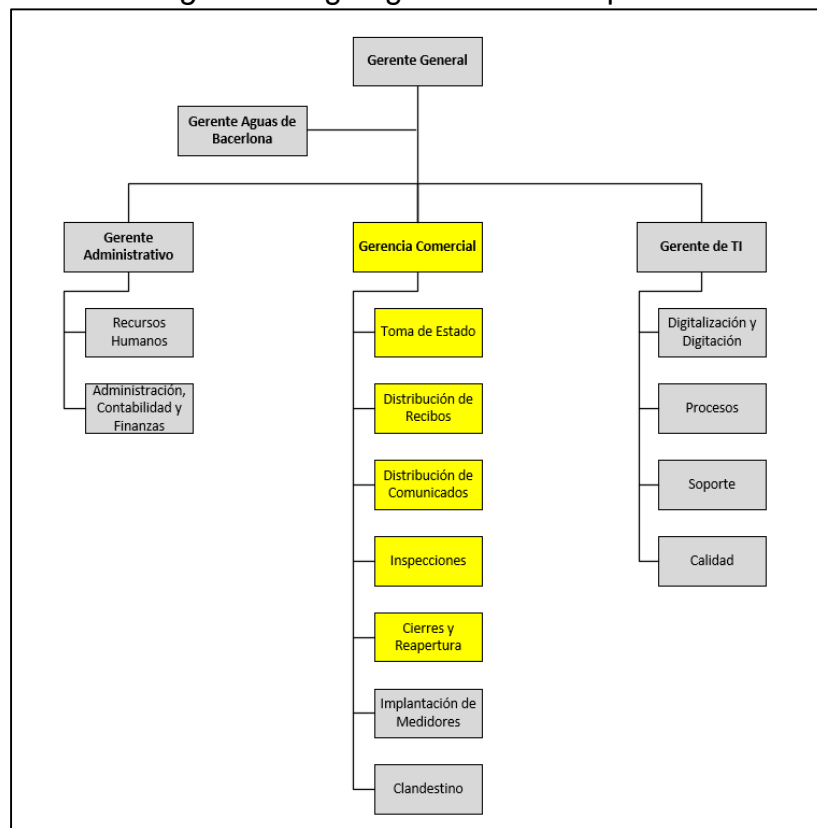 Gerente General
Gerente Aguas de
Bacerlona
Gerente
Administrativo
Gerencia Comercial
Gerente de TI
Recursos
Humanos
Administración,
Contabilidad y
Finanzas
Toma de Estado
Distribución de
Recibos
Distribución de
Comunicados
Inspecciones
Cierres y
Reapertura
Implantación de
Medidores
Clandestino
Digitalización y
Digitación
Procesos
Soporte
Calidad